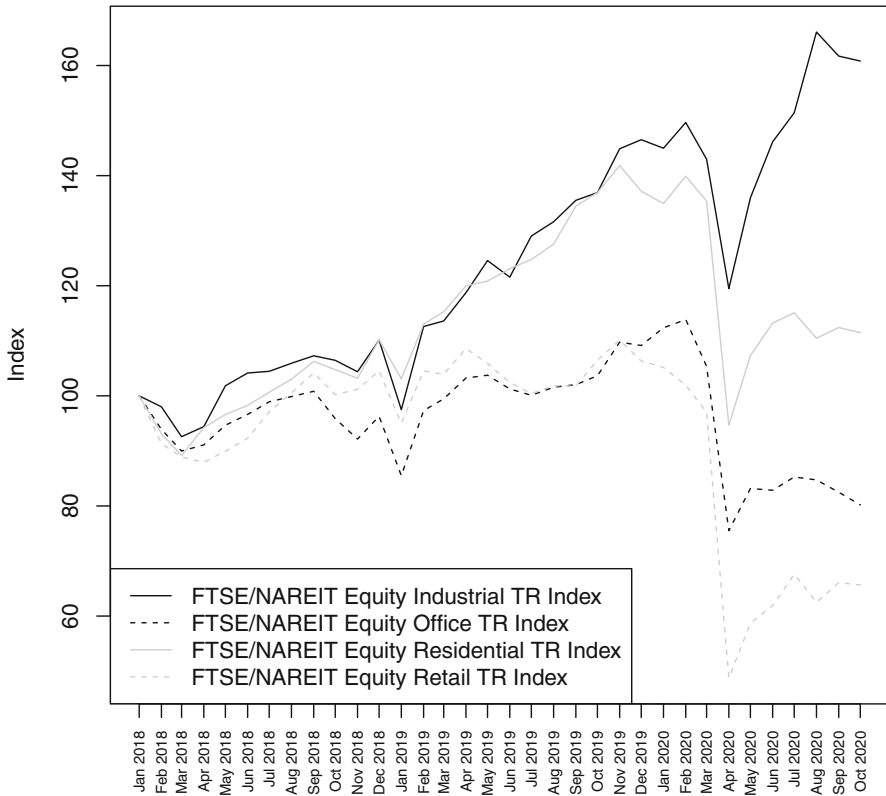 160
140
120
100
80
60
Index
FTSE/NAREIT Equity Industrial TR Index
FTSE/NAREIT Equity Office TR Index
FTSE/NAREIT Equity Residential TR Index
FTSE/NAREIT Equity Retail TR Index
Jan 2018
Feb 2018
Mar 2018
Apr 2018
May 2018
Jun 2018
Jul 2018
Aug 2018
Sep 2018
Oct 2018
Nov 2018
Dec 2018
Jan 2019
Feb 2019
Mar 2019
Apr 2019
May 2019
Jun 2019
Jul 2019
Aug 2019
Sep 2019
Oct 2019
Nov 2019
Dec 2019
Jan 2020
Feb 2020
Mar 2020
Apr 2020
May 2020
Jun 2020
Jul 2020
Aug 2020
Sep 2020
Oct 2020